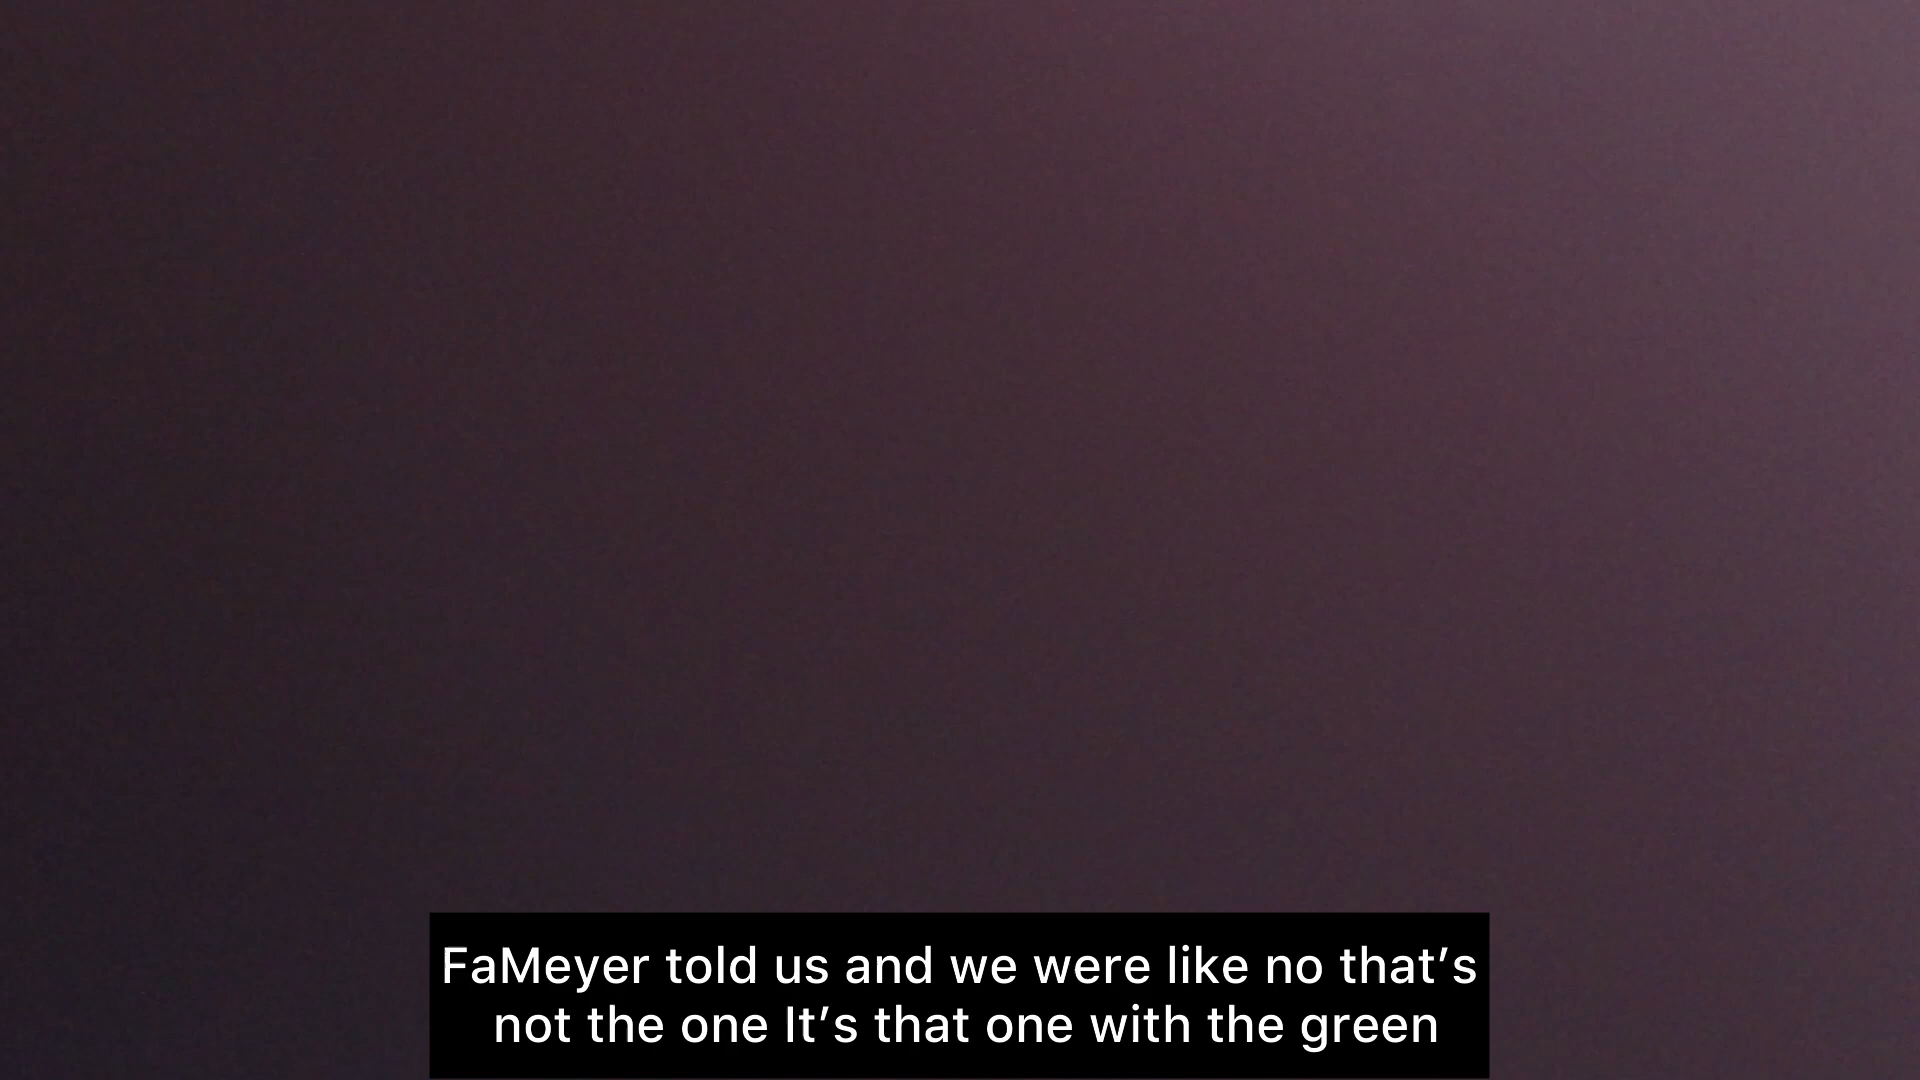 FaMeyer told us and we were like no that’s
not the one It’s that one with the green